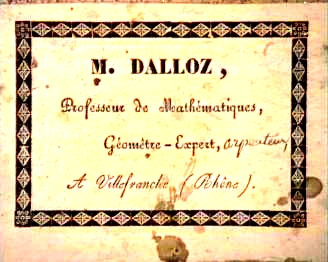 M. DALLOZ,
Professeur de Mathématiques,
Géomètre-Expert, arpenteur
A Villefranche (Rhône).